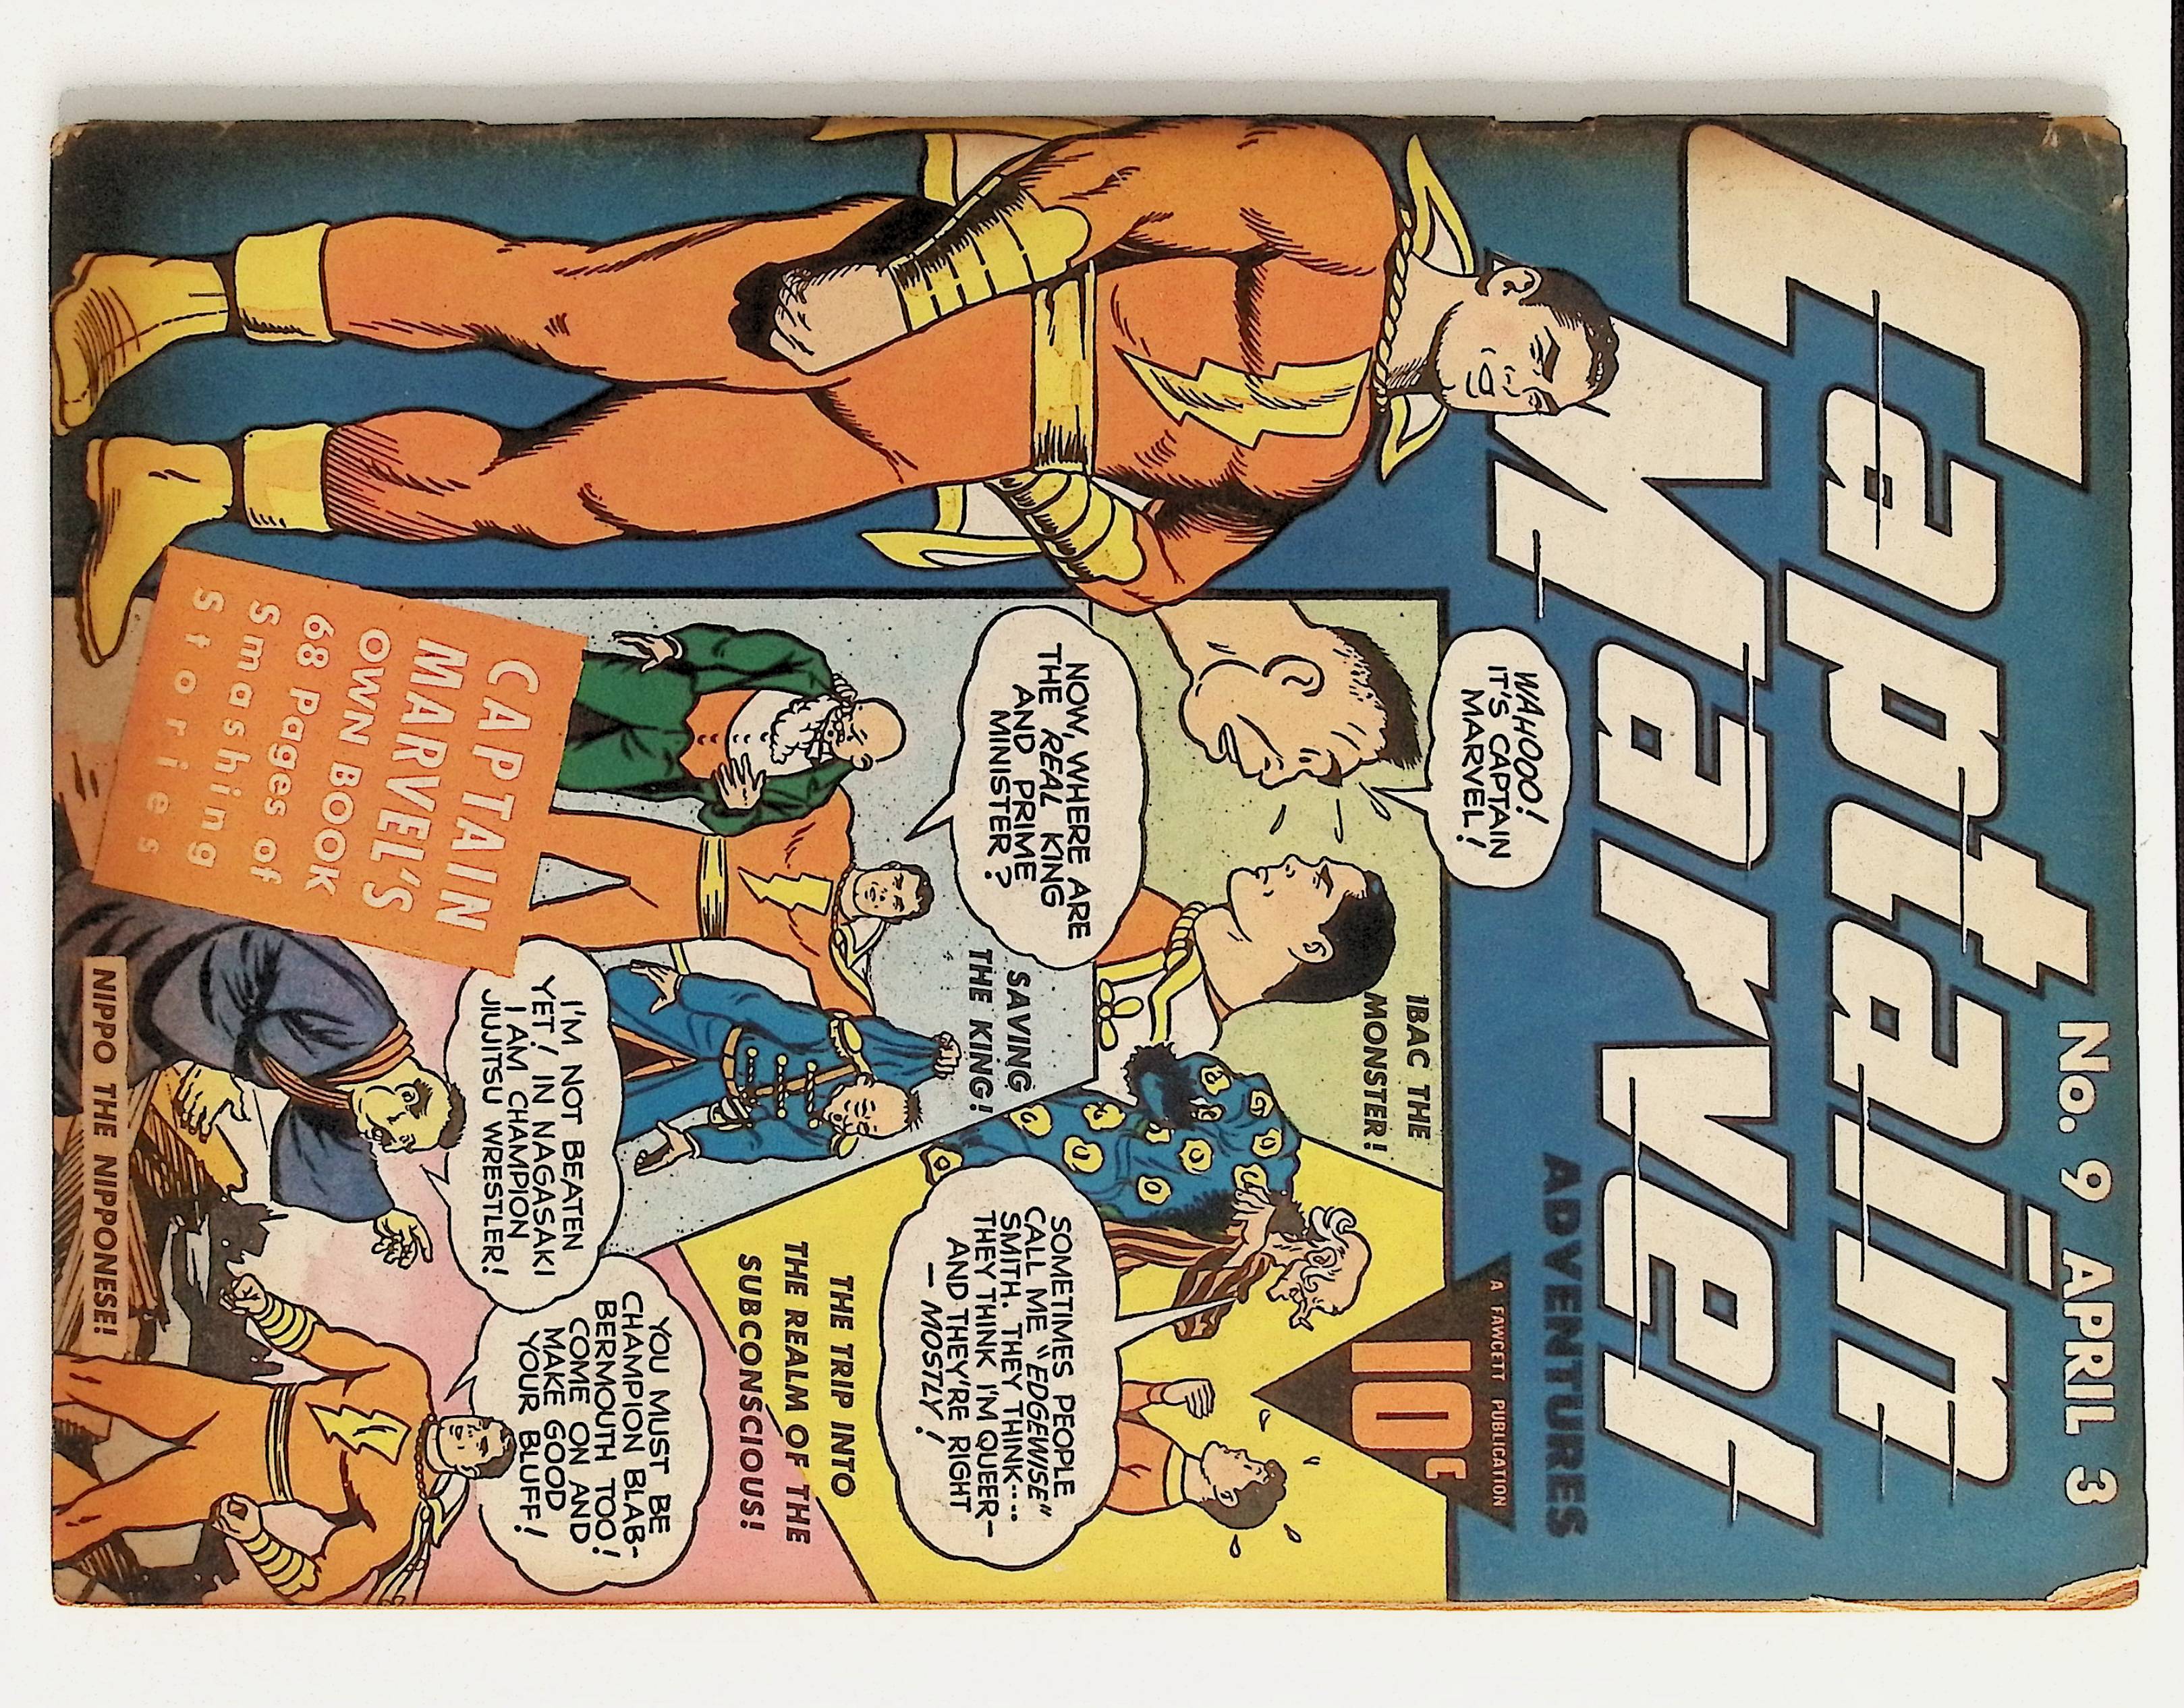 No. 9 APRIL 3
Captain
Marvel
ADVENTURES
A FAWCETT PUBLICATION
10¢
WAHOOO!
IT'S CAPTAIN
MARVEL!
IBAC THE
MONSTER!
NOW, WHERE ARE
THE REAL KING
AND PRIME
MINISTER?
SAVING
THE KING!
SOMETIMES PEOPLE
CALL ME "EDGEWISE"
SMITH. THEY THINK----
THEY THINK I'M QUEER—
AND THEY'RE RIGHT
— MOSTLY!
THE TRIP INTO
THE REALM OF THE
SUBCONSCIOUS!
CAPTAIN
MARVEL'S
OWN BOOK
68 Pages of
Smashing
Stories
I'M NOT BEATEN
YET! IN NAGASAKI
I AM CHAMPION
JIUJITSU WRESTLER!
YOU MUST BE
CHAMPION BLAB-
BERMOUTH TOO!
COME ON AND
MAKE GOOD
YOUR BLUFF!
NIPPO THE NIPPONESE!